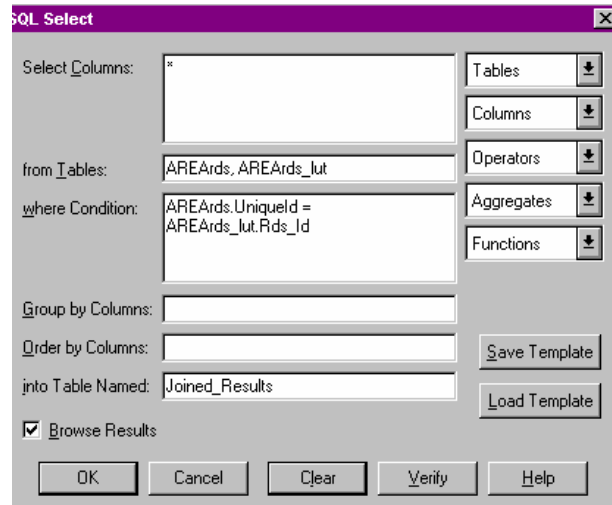 SQL Select
Select Columns:
*
Tables
Columns
from Tables:
AREArds, AREArds_lut
Operators
where Condition:
AREArds.UniqueId =
AREArds_lut.Rds_Id
Aggregates
Functions
Group by Columns:
Order by Columns:
Save Template
into Table Named:
Joined_Results
Load Template
Browse Results
OK
Cancel
Clear
Verify
Help